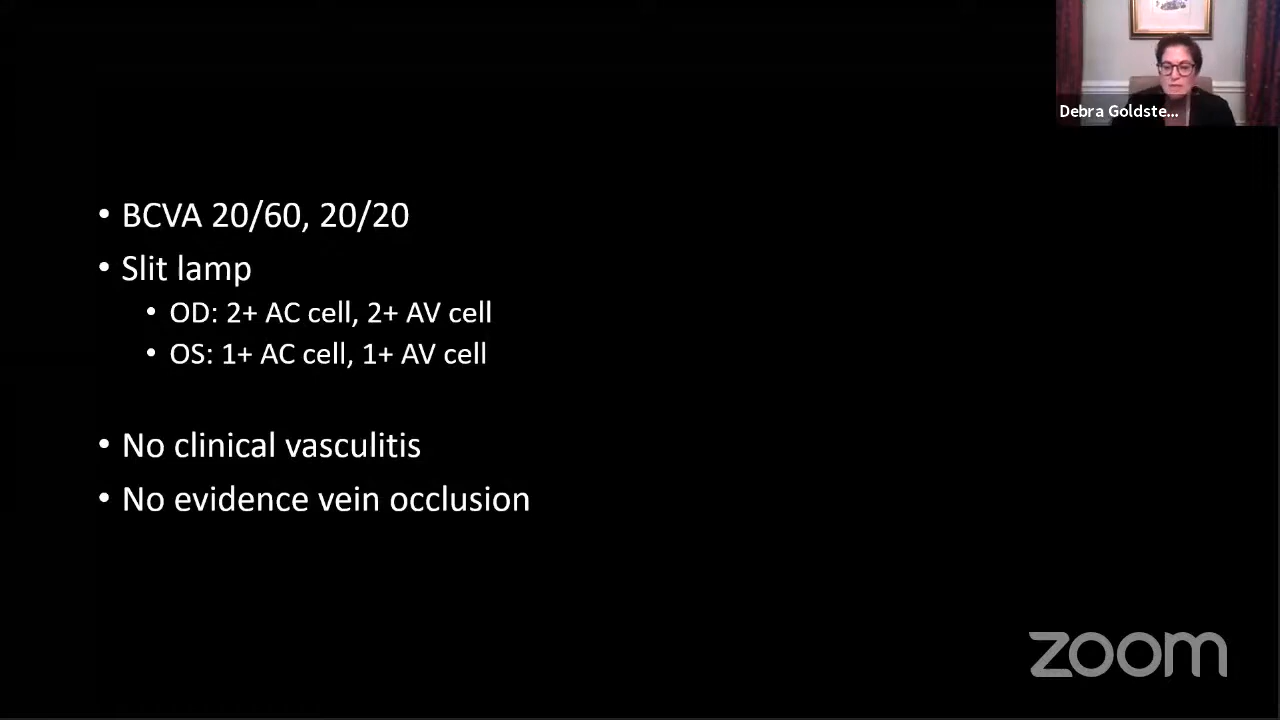 Debra Goldste...
• BCVA 20/60, 20/20
• Slit lamp
• OD: 2+ AC cell, 2+ AV cell
• OS: 1+ AC cell, 1+ AV cell
• No clinical vasculitis
• No evidence vein occlusion
zoom